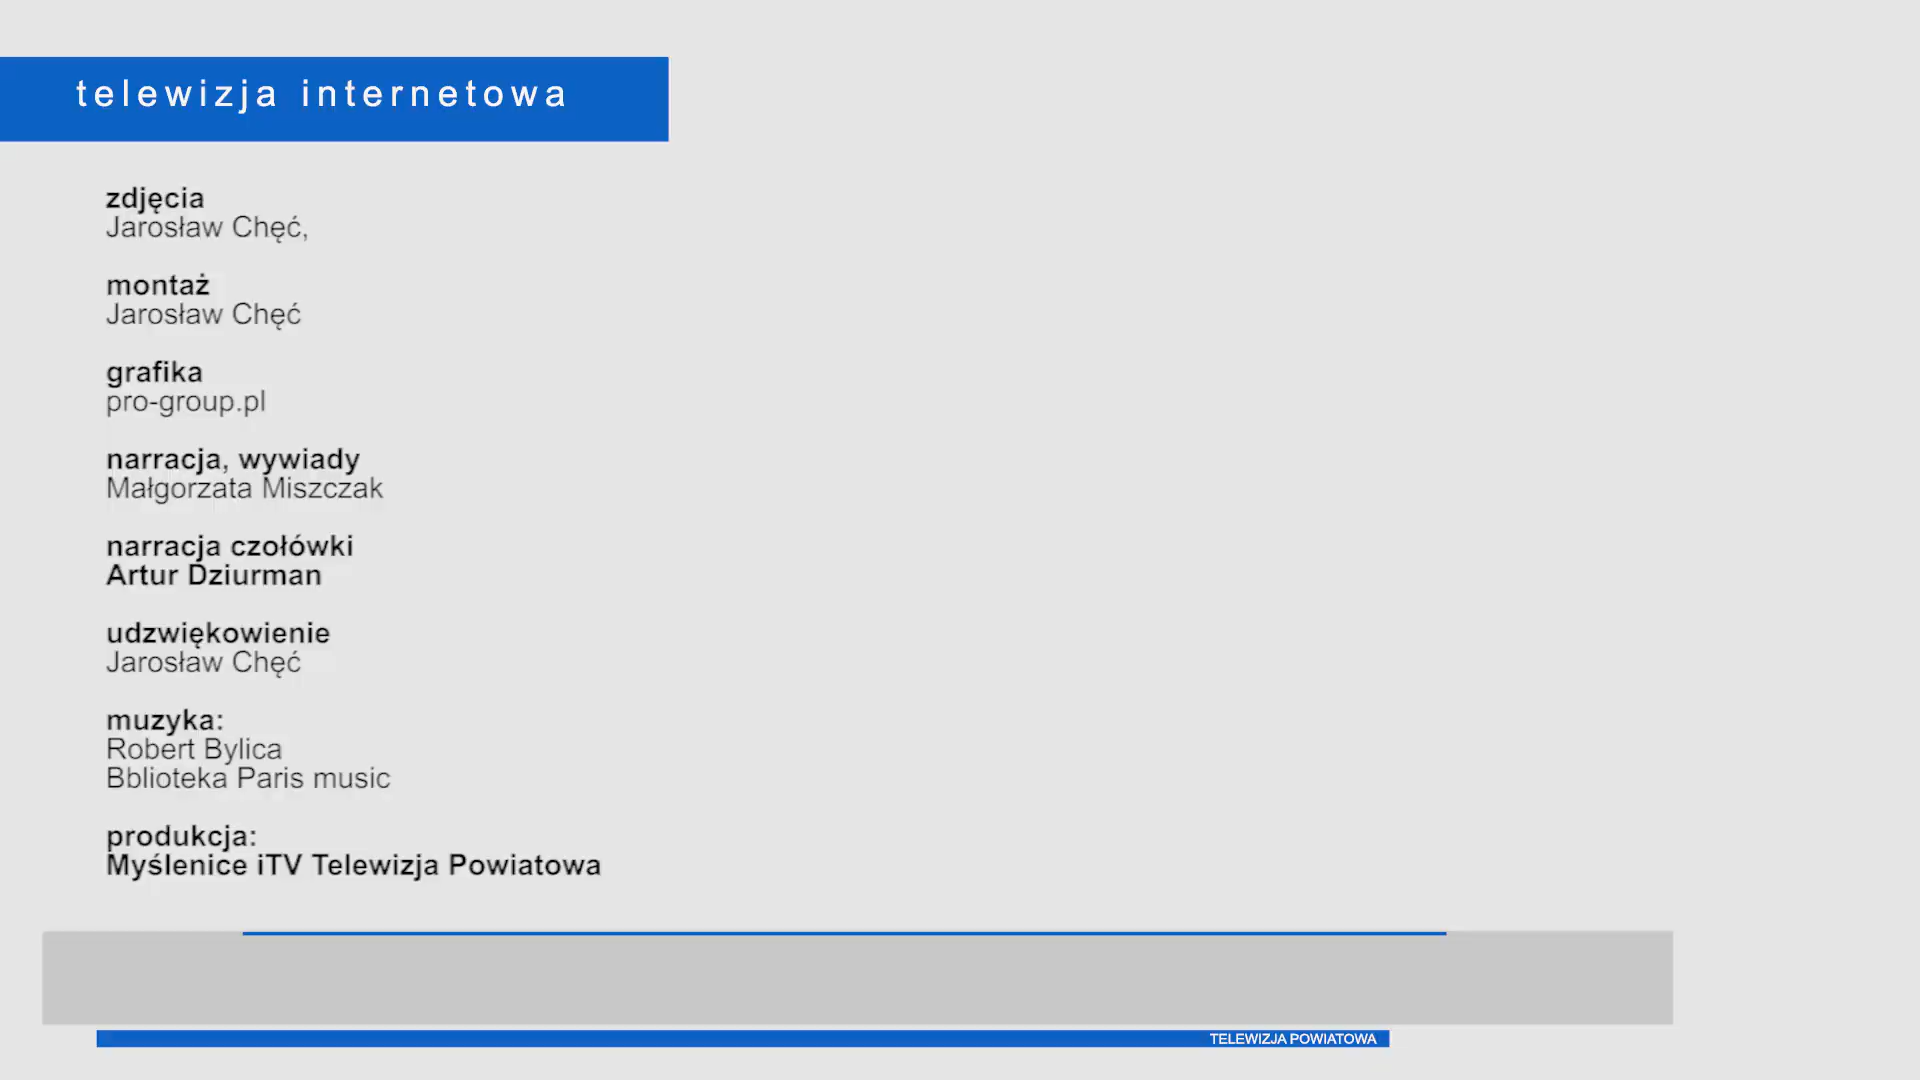 telewizja internetowa
zdjęcia
Jarosław Chęć,
montaż
Jarosław Chęć
grafika
pro-group.pl
narracja, wywiady
Małgorzata Miszczak
narracja czołówki
Artur Dziurman
udzwiękowienie
Jarosław Chęć
muzyka:
Robert Bylica
Bblioteka Paris music
produkcja:
Myślenice iTV Telewizja Powiatowa
TELEWIZJA POWIATOWA